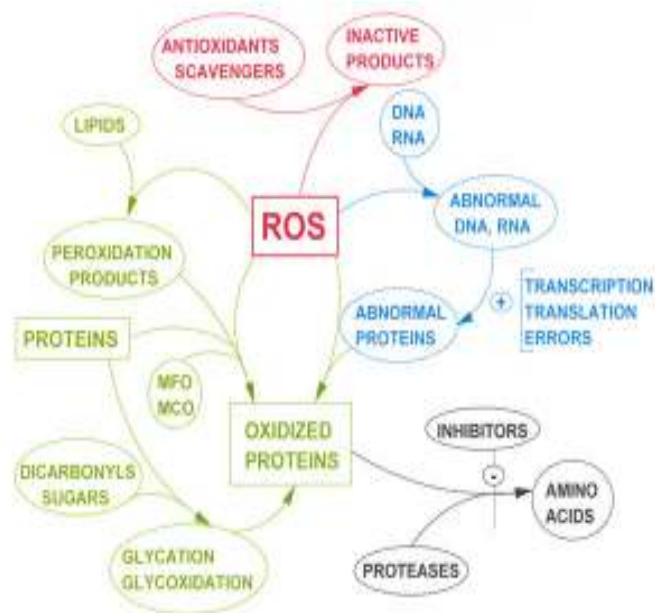 ANTIOXIDANTS
SCAVENGERS
INACTIVE
PRODUCTS
LIPIDS
DNA
RNA
ROS
ABNORMAL
DNA, RNA
PEROXIDATION
PRODUCTS
ABNORMAL
PROTEINS
+
TRANSCRIPTION
TRANSLATION
ERRORS
PROTEINS
MFO
MCO
OXIDIZED
PROTEINS
INHIBITORS
-
DICARBONYLS
SUGARS
AMINO
ACIDS
GLYCATION
GLYCOXIDATION
PROTEASES